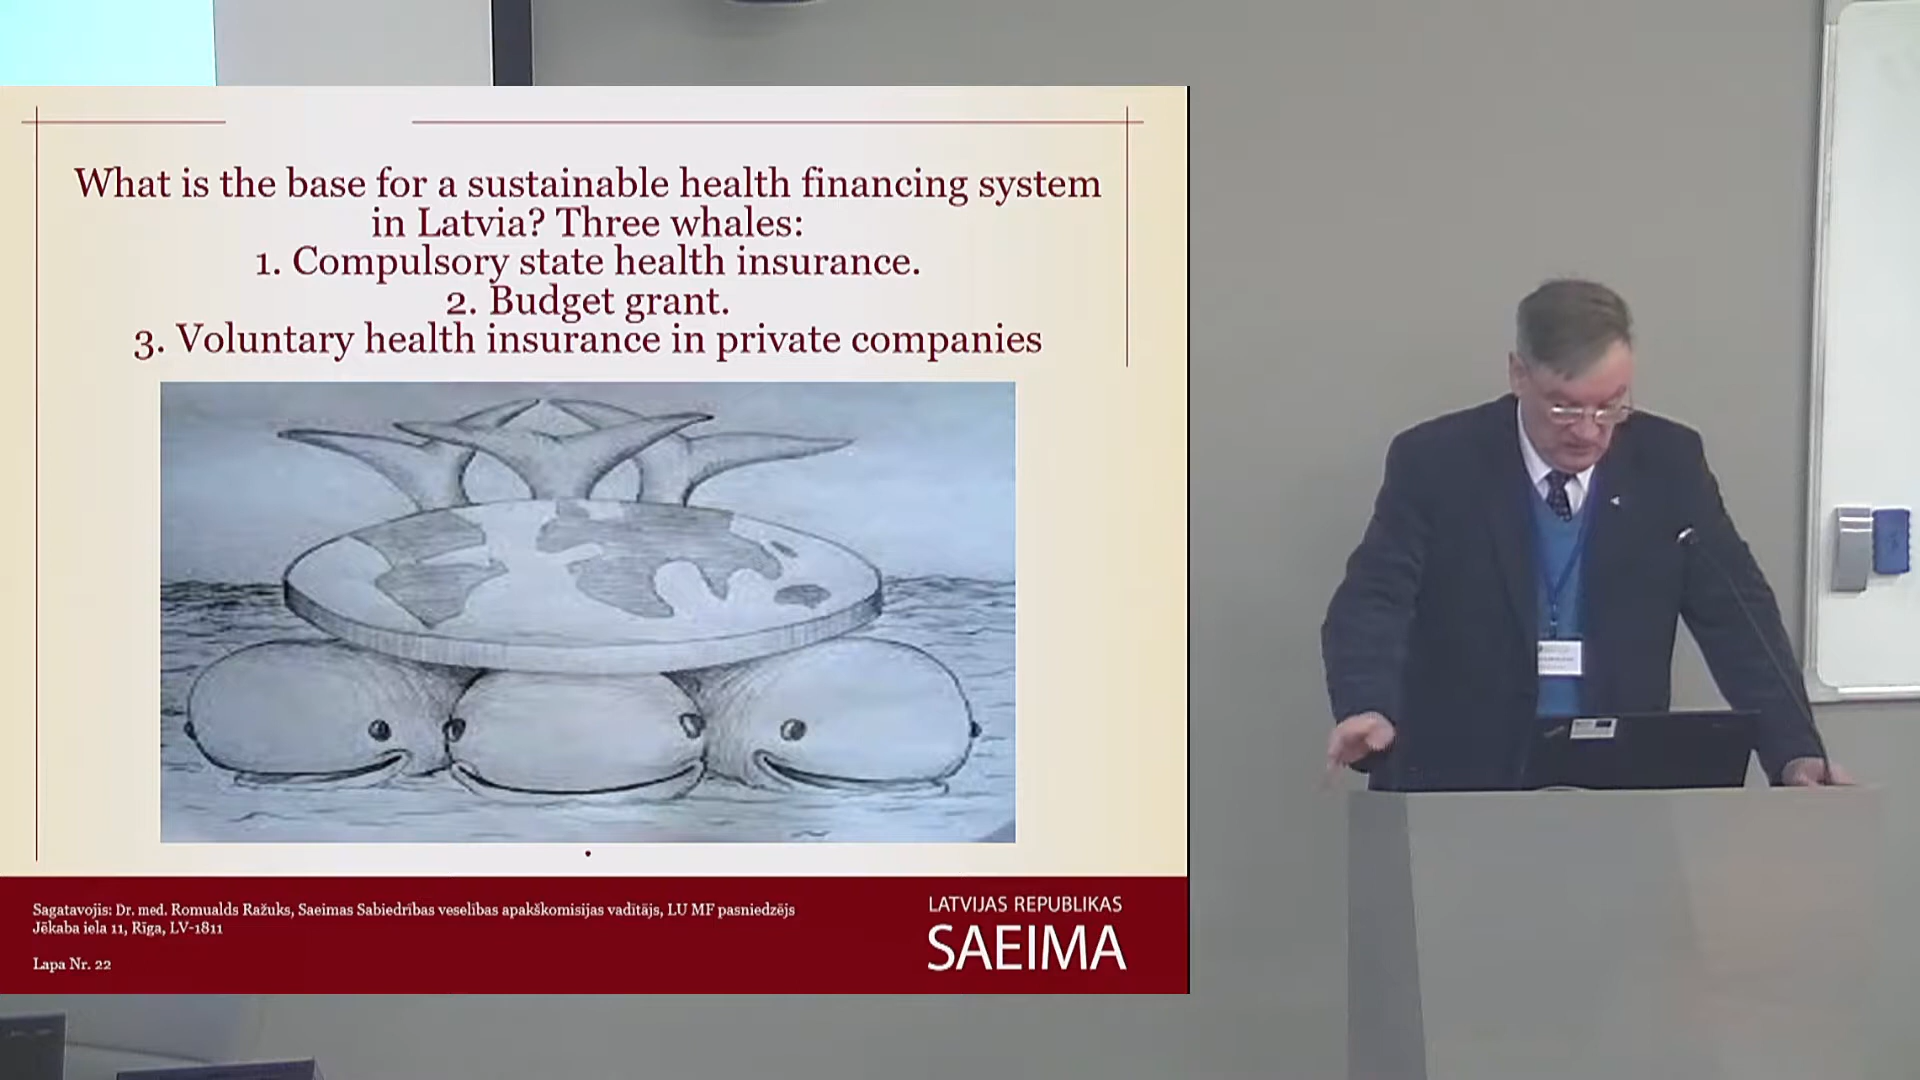 What is the base for a sustainable health financing system
in Latvia? Three whales:
1. Compulsory state health insurance.
2. Budget grant.
3. Voluntary health insurance in private companies
Sagatavojis: Dr. med. Romualds Ražuks, Saeimas Sabiedrības veselības apakškomisijas vadītājs, LU MF pasniedzējs
Jēkaba iela 11, Rīga, LV-1811
Lapa Nr. 22
LATVIJAS REPUBLIKAS
SAEIMA